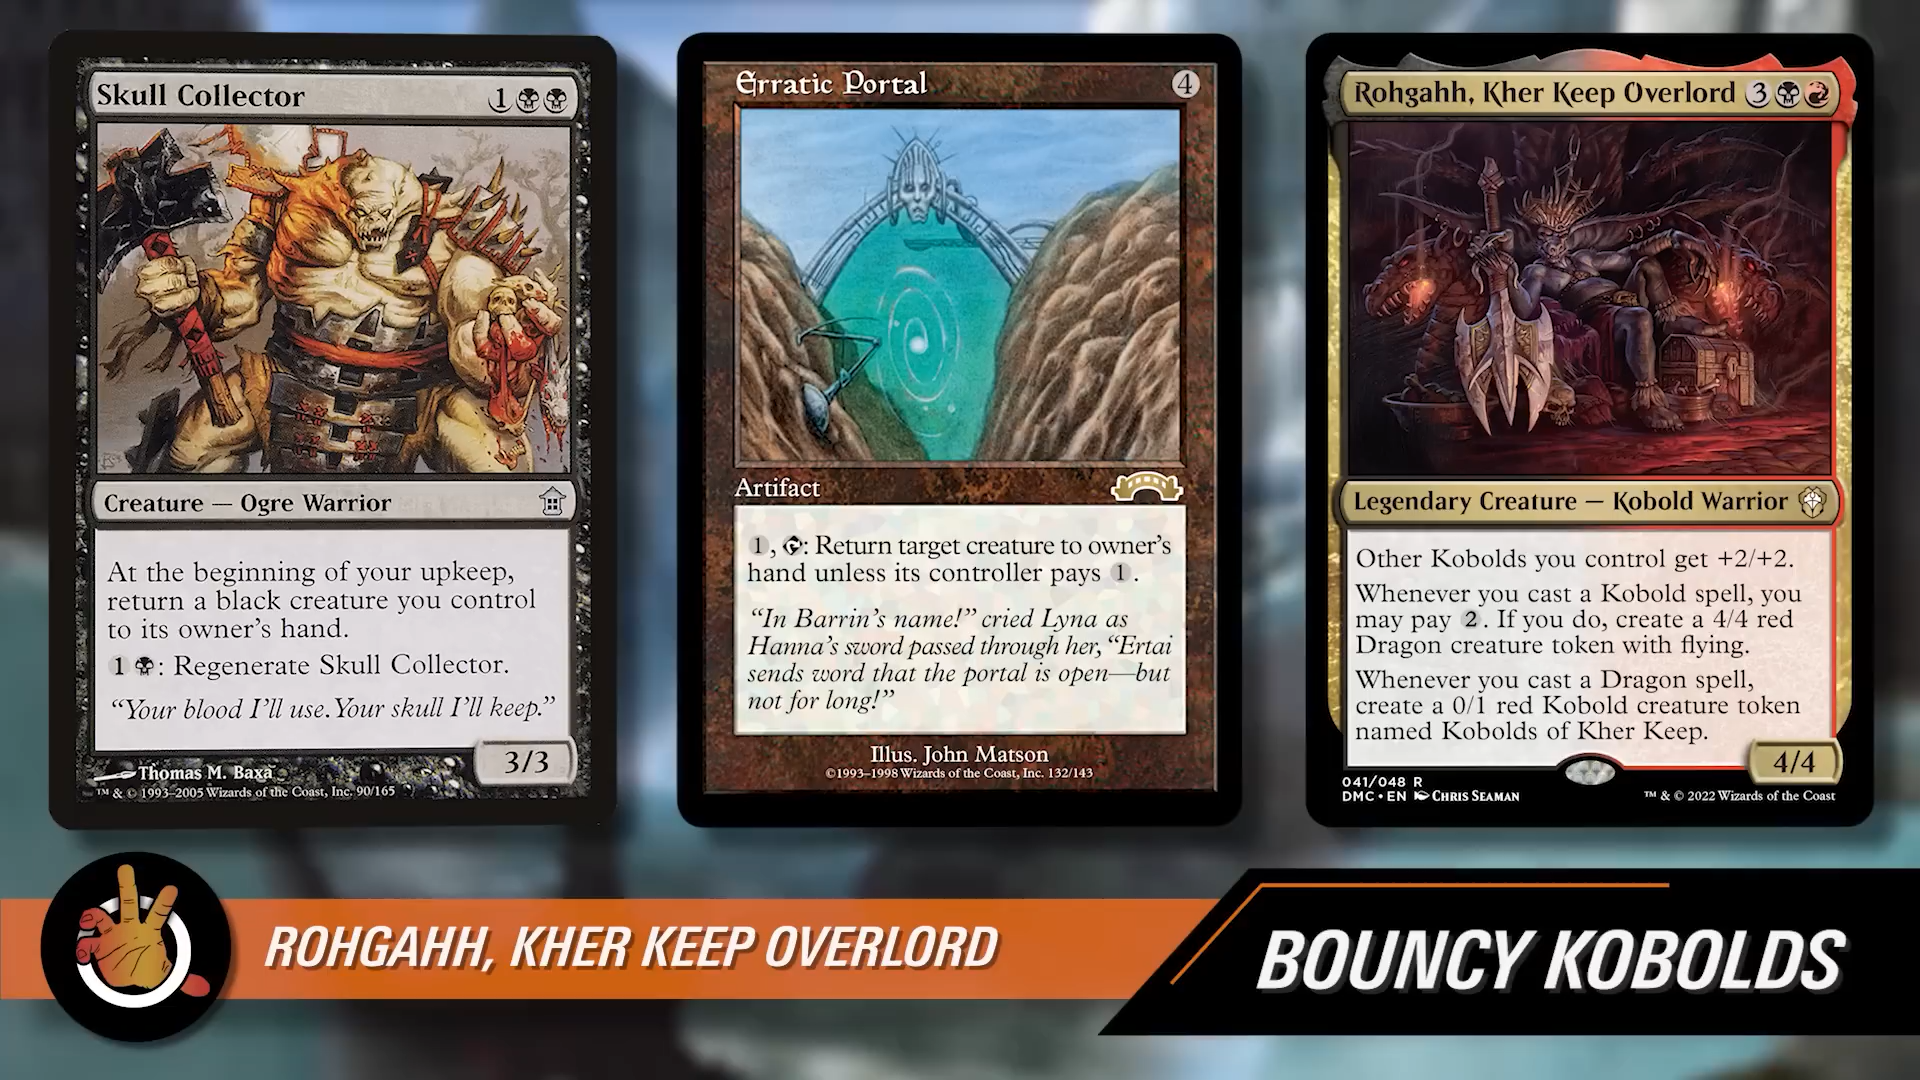 Skull Collector 1
Creature — Ogre Warrior
At the beginning of your upkeep,
return a black creature you control
to its owner's hand.
1 : Regenerate Skull Collector.
“Your blood I'll use. Your skull I'll keep.”
3/3
Thomas M. Baxa
™ & © 1993–2005 Wizards of the Coast, Inc. 90/165
Erratic Portal 4
Artifact
1, : Return target creature to owner's
hand unless its controller pays 1.
“In Barrin's name!” cried Lyna as
Hanna's sword passed through her, “Ertai
sends word that the portal is open—but
not for long!”
Illus. John Matson
©1993–1998 Wizards of the Coast, Inc. 132/143
Rohgahh, Kher Keep Overlord 3
Legendary Creature — Kobold Warrior
Other Kobolds you control get +2/+2.
Whenever you cast a Kobold spell, you
may pay 2. If you do, create a 4/4 red
Dragon creature token with flying.
Whenever you cast a Dragon spell,
create a 0/1 red Kobold creature token
named Kobolds of Kher Keep.
4/4
041/048 R
DMC • EN Chris Seaman
™ & © 2022 Wizards of the Coast
ROHGAHH, KHER KEEP OVERLORD
BOUNCY KOBOLDS